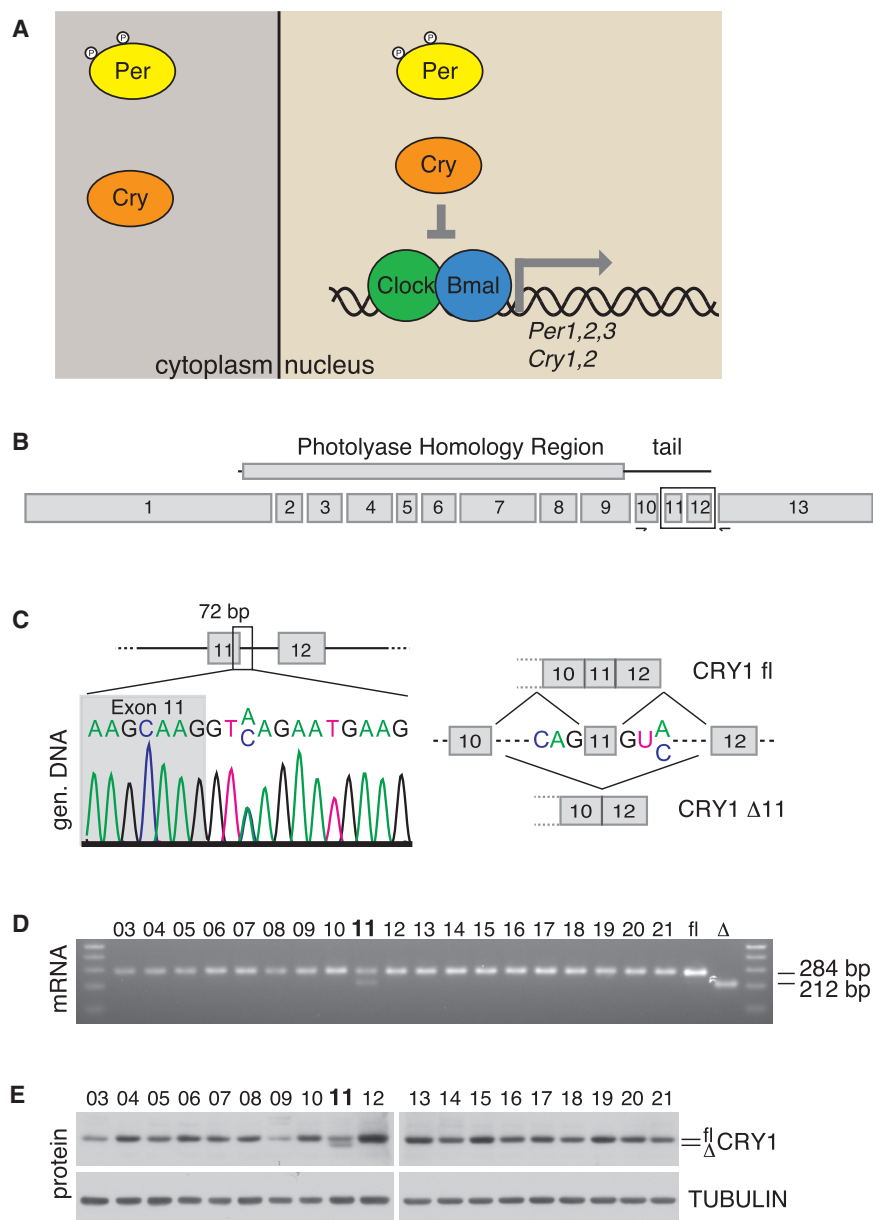 A
P P
Per
P P
Per
Cry
Cry
Clock Bmal
Per1,2,3
Cry1,2
cytoplasm nucleus
B
Photolyase Homology Region tail
1 2 3 4 5 6 7 8 9 10 11 12 13
C
72 bp
11 12
Exon 11
AAGCAAGGTACAGAATGAAG
C
gen. DNA
10 11 12 CRY1 fl
10 CAG 11 GUA 12
C
10 12 CRY1 Δ11
D
03 04 05 06 07 08 09 10 11 12 13 14 15 16 17 18 19 20 21 fl Δ
mRNA
284 bp
212 bp
E
03 04 05 06 07 08 09 10 11 12 13 14 15 16 17 18 19 20 21
protein
fl
Δ CRY1
TUBULIN